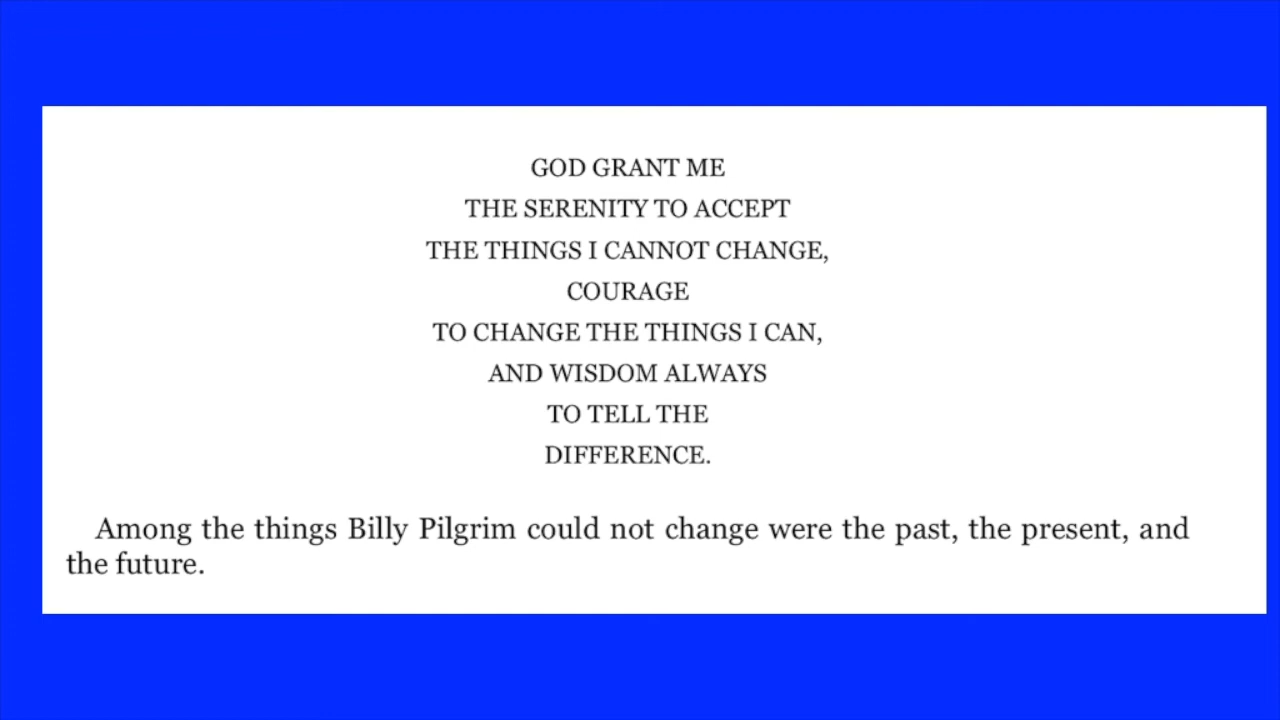 GOD GRANT ME
THE SERENITY TO ACCEPT
THE THINGS I CANNOT CHANGE,
COURAGE
TO CHANGE THE THINGS I CAN,
AND WISDOM ALWAYS
TO TELL THE
DIFFERENCE.
Among the things Billy Pilgrim could not change were the past, the present, and
the future.